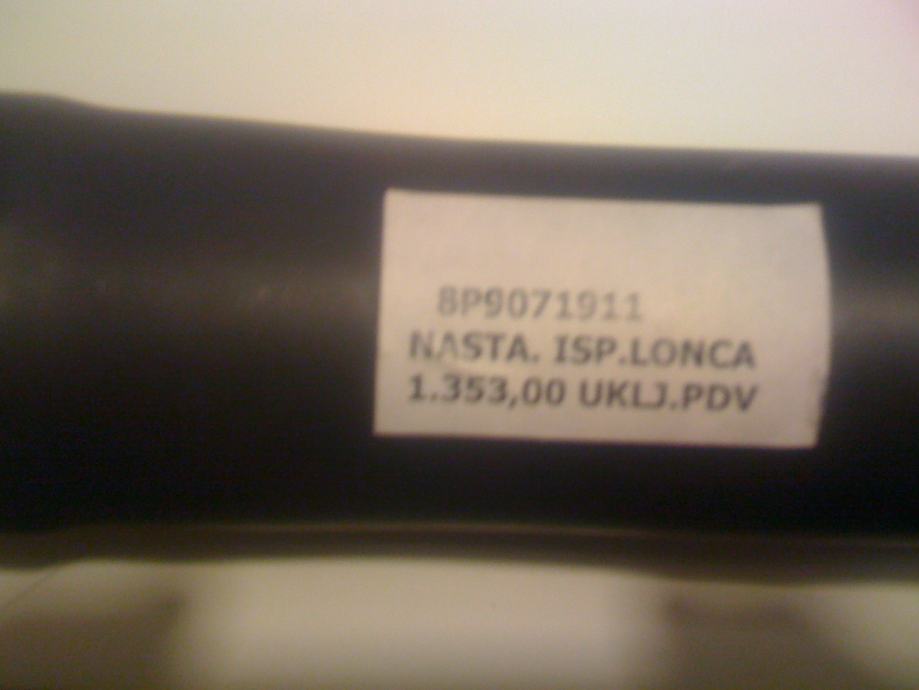 8P9071911
NASTA. ISP.LONCA
1.353,00 UKLJ.PDV